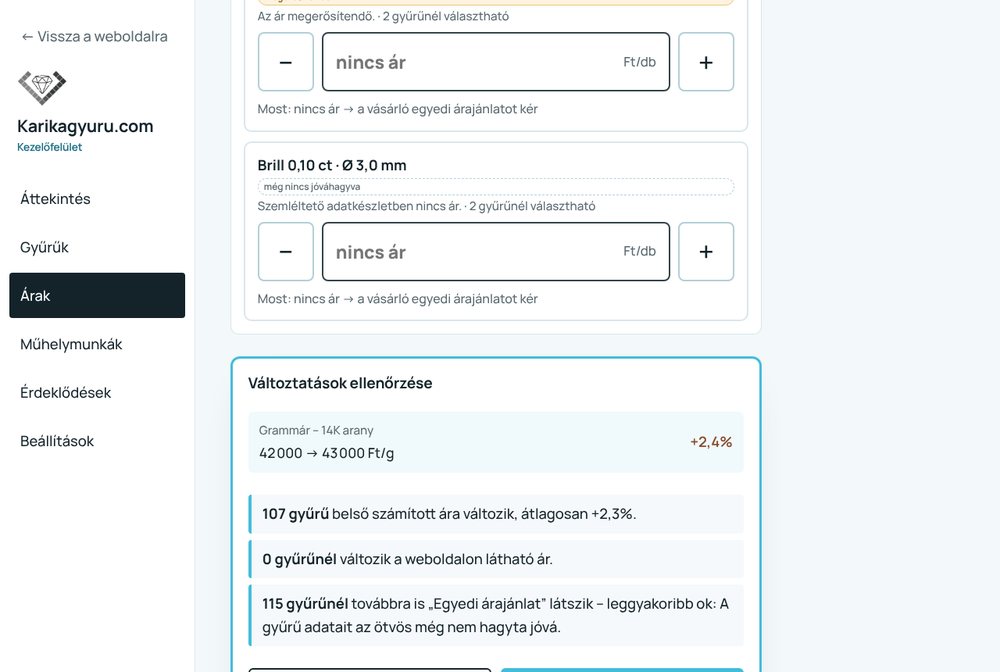 ← Vissza a weboldalra
Karikagyuru.com
Kezelőfelület
Áttekintés
Gyűrűk
Árak
Műhelymunkák
Érdeklődések
Beállítások
Az ár megerősítendő. · 2 gyűrűnél választható
− nincs ár Ft/db +
Most: nincs ár → a vásárló egyedi árajánlatot kér
Brill 0,10 ct · Ø 3,0 mm
még nincs jóváhagyva
Szemléltető adatkészletben nincs ár. · 2 gyűrűnél választható
− nincs ár Ft/db +
Most: nincs ár → a vásárló egyedi árajánlatot kér
Változtatások ellenőrzése
Grammár – 14K arany
42 000 → 43 000 Ft/g
+2,4%
107 gyűrű belső számított ára változik, átlagosan +2,3%.
0 gyűrűnél változik a weboldalon látható ár.
115 gyűrűnél továbbra is „Egyedi árajánlat” látszik – leggyakoribb ok: A
gyűrű adatait az ötvös még nem hagyta jóvá.